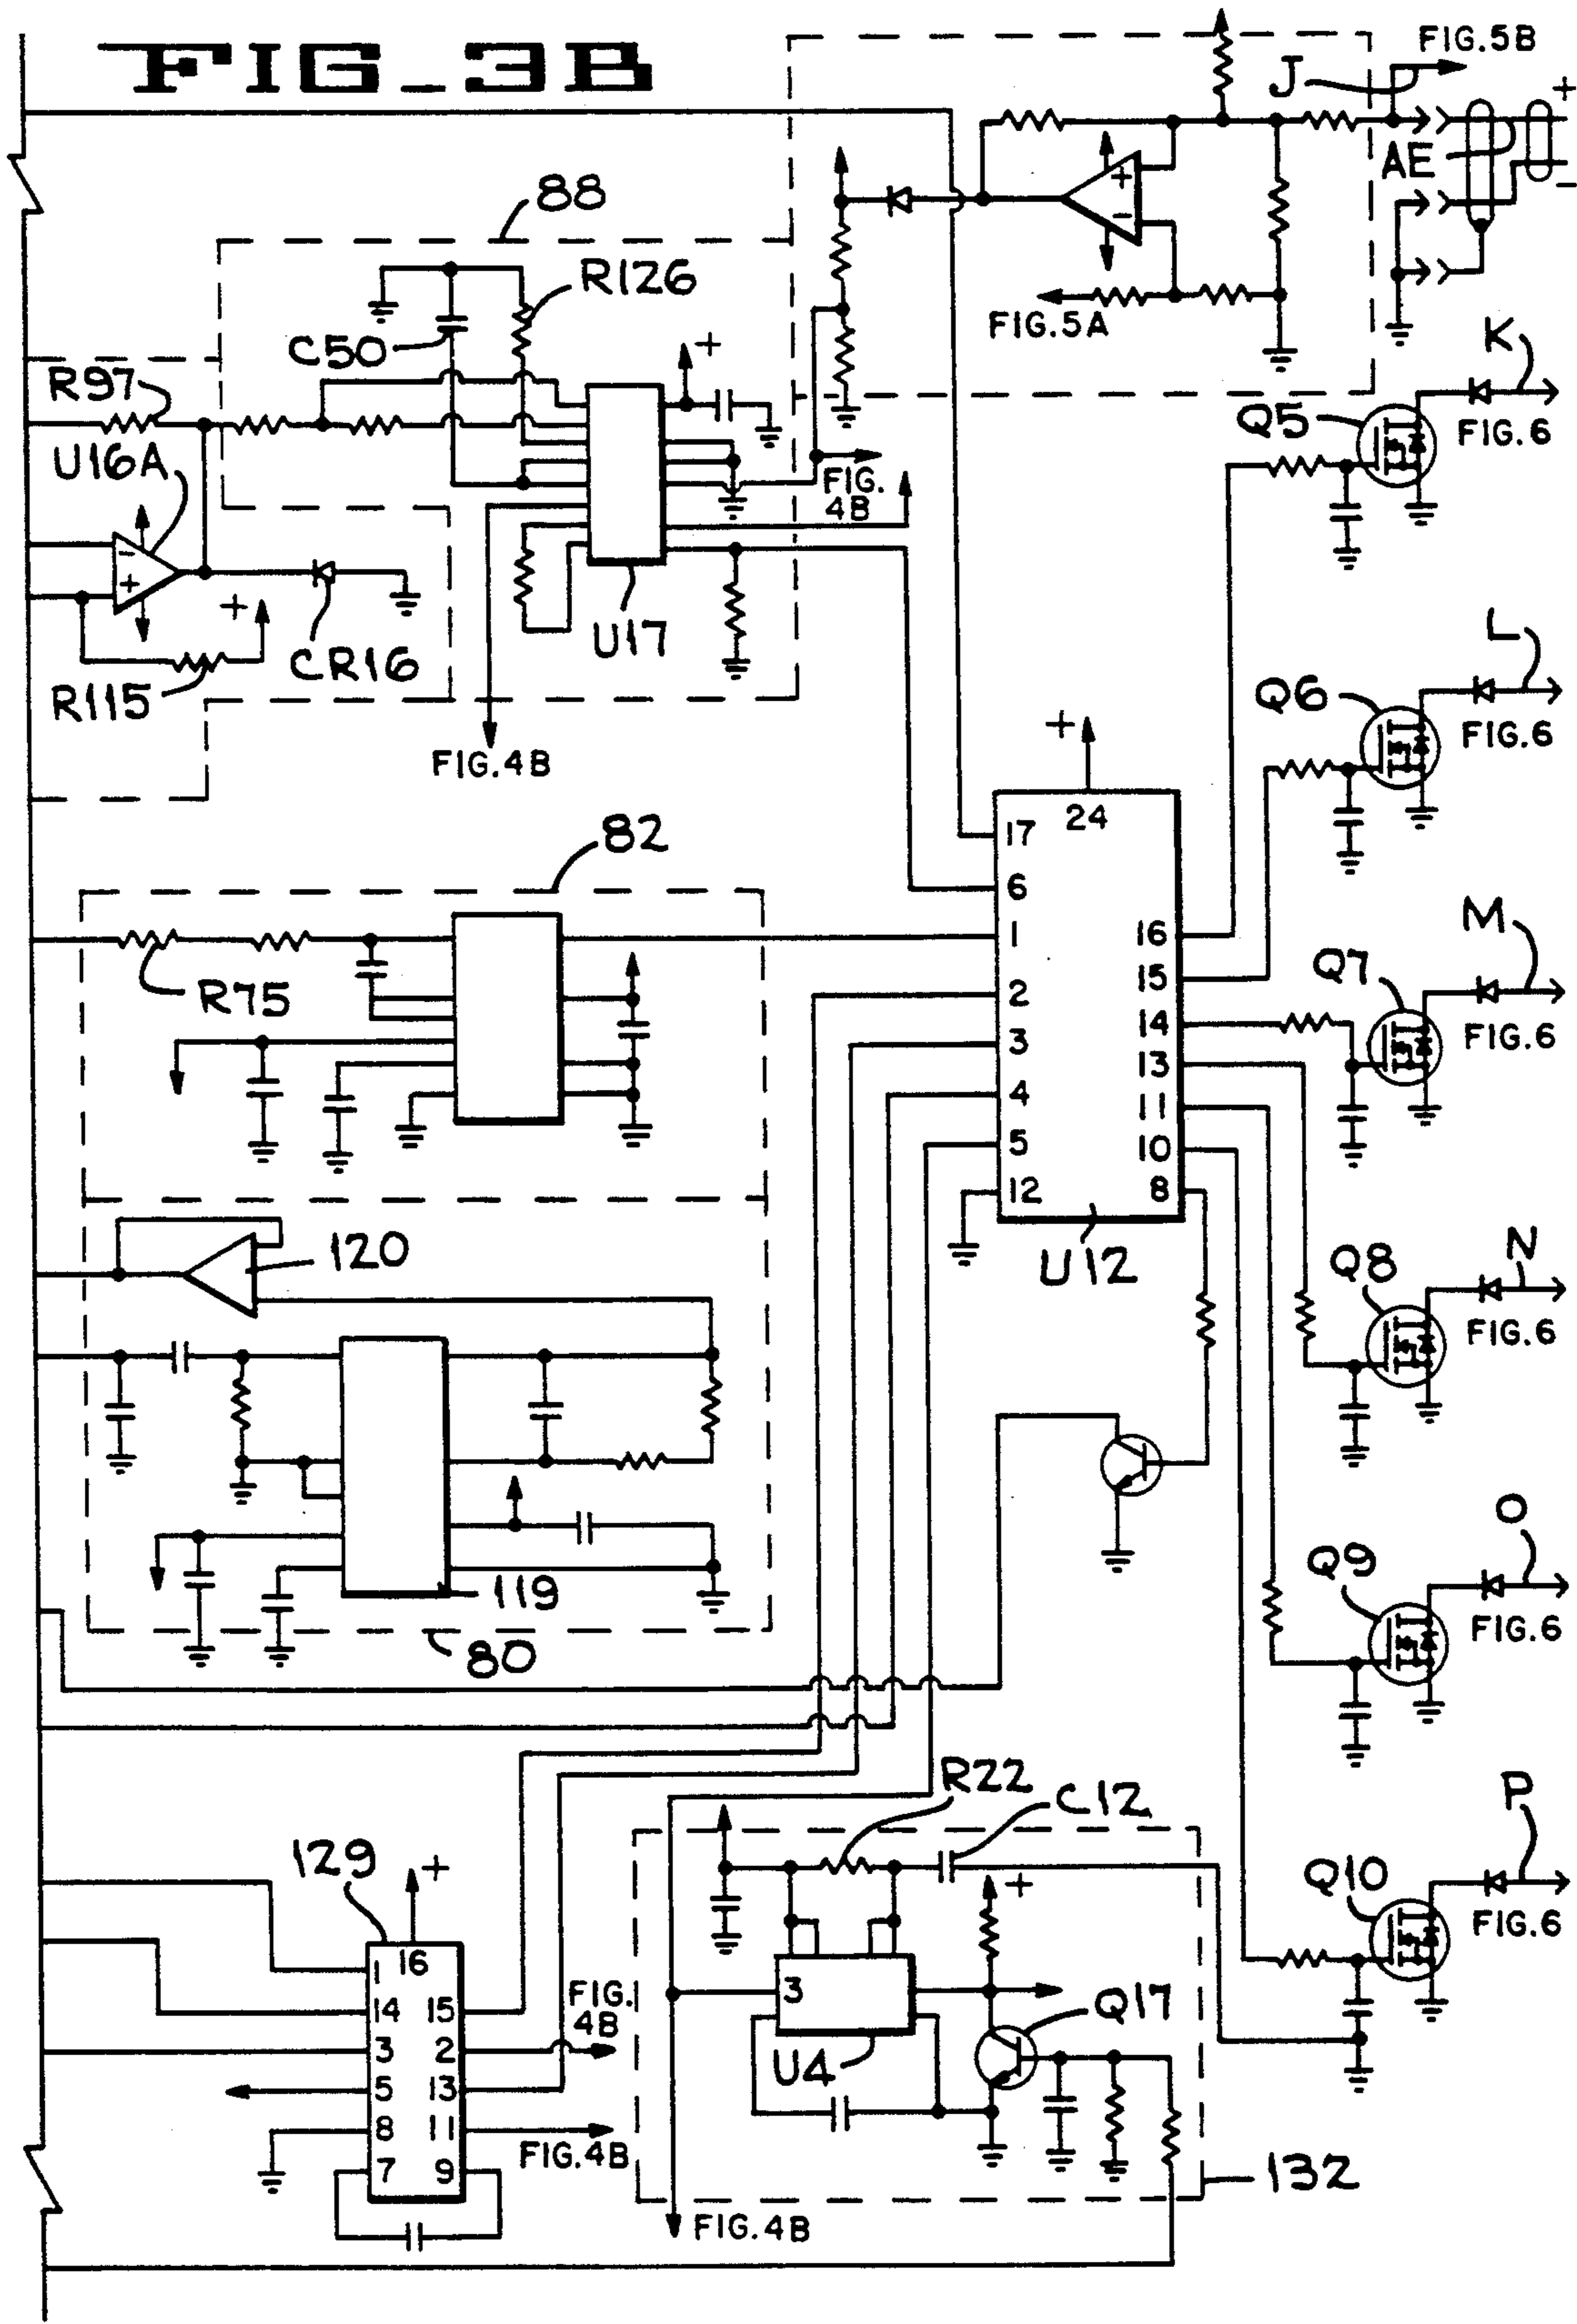 FIG_3B
FIG.5B
J
+
AE
-
88
+
-
R126
C50
FIG.5A
K
R97
+
Q5
FIG.6
U16A
FIG.
4B
-
+
+
U17
CR16
R115
L
Q6
FIG.6
FIG.4B
+
24
17
82
6
M
1
16
Q7
R75
2
15
FIG.6
3
14
13
4
11
5
10
12
8
120
U12
N
Q8
FIG.6
O
Q9
119
FIG.6
80
R22
C12
P
129
+
Q10
+
FIG.6
1
16
FIG.
4B
3
Q17
14
15
3
2
U4
5
13
8
11
FIG.4B
7
9
132
FIG.4B